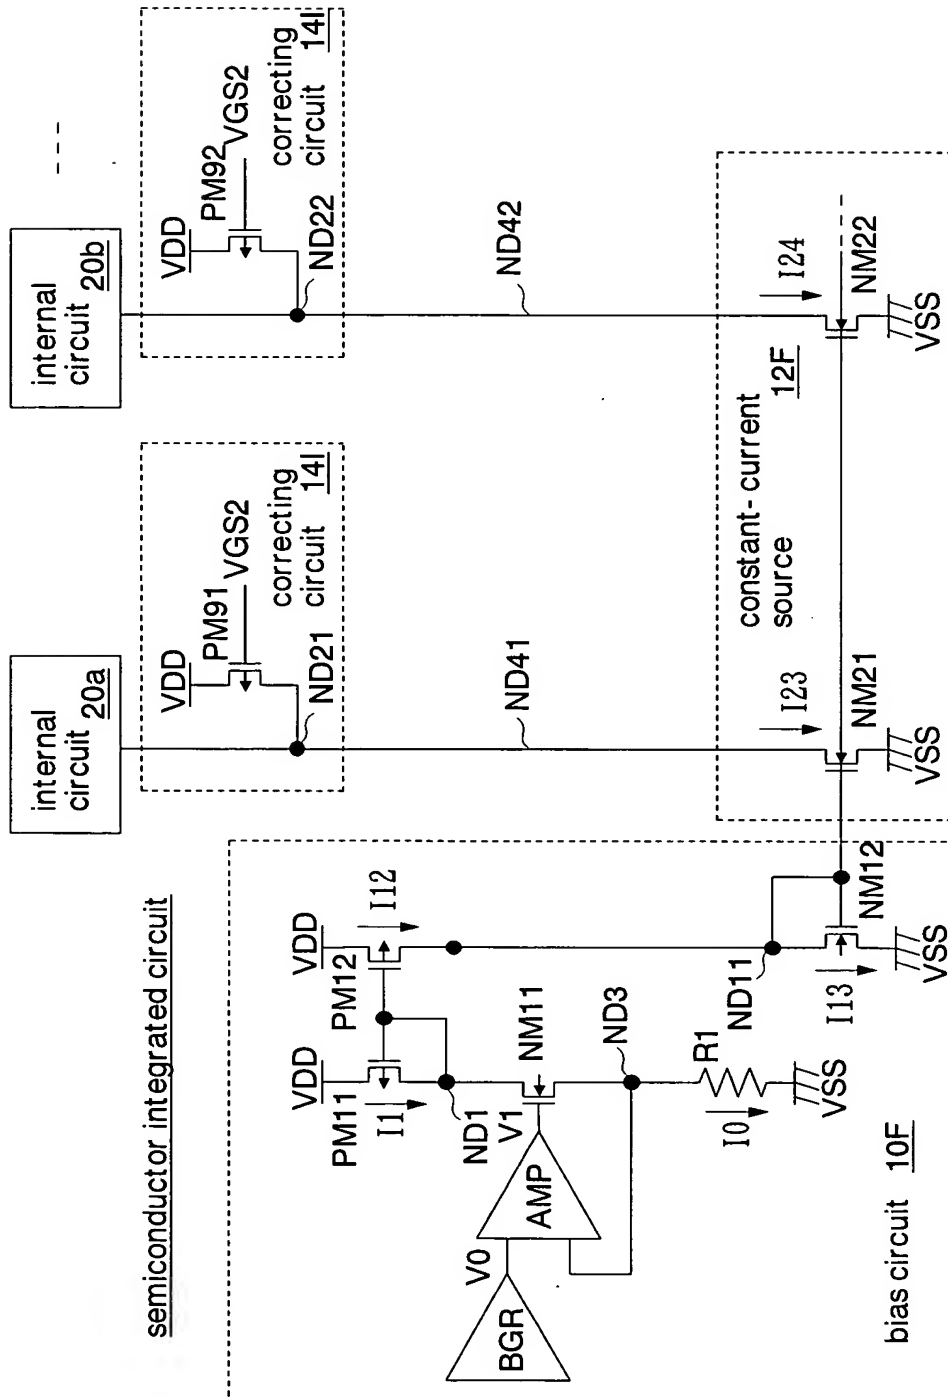 semiconductor integrated circuit
internal
circuit 20a
internal
circuit 20b
VDD
PM91
VGS2
ND21
correcting
circuit 14I
VDD
PM92
VGS2
ND22
correcting
circuit 14I
ND41
ND42
VDD
PM11
I1
VDD
PM12
I12
ND1
BGR
V0
AMP
V1
NM11
ND3
R1
I0
VSS
ND11
NM12
I13
VSS
bias circuit 10F
constant-current
source 12F
I23
NM21
VSS
I24
NM22
VSS